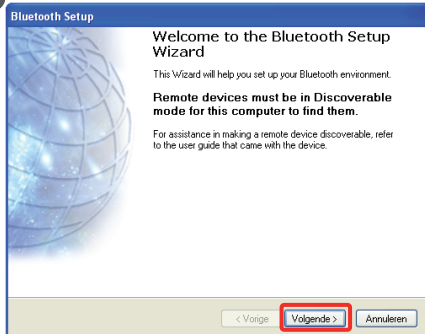 Bluetooth Setup
Welcome to the Bluetooth Setup
Wizard
This Wizard will help you set up your Bluetooth environment.
Remote devices must be in Discoverable
mode for this computer to find them.
For assistance in making a remote device discoverable, refer
to the user guide that came with the device.
< Vorige Volgende > Annuleren